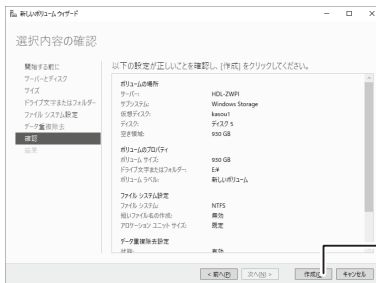 新しいボリューム ウィザード
選択内容の確認
開始する前に
サーバーとディスク
サイズ
ドライブ文字またはフォルダー
ファイル システム設定
データ重複除去
確認
結果
以下の設定が正しいことを確認し、[作成] をクリックしてください。
ボリュームの場所
サーバー: HDL-ZWPI
サブシステム: Windows Storage
仮想ディスク: kasou1
ディスク: ディスク 5
空き領域: 950 GB
ボリュームのプロパティ
ボリューム サイズ: 950 GB
ドライブ文字またはフォルダー: E:¥
ボリューム ラベル: 新しいボリューム
ファイル システム設定
ファイル システム: NTFS
短いファイル名の作成: 無効
アロケーション ユニット サイズ: 既定
データ重複除去設定
状態: 有効
< 前へ(P) 次へ(N) > 作成(C) キャンセル